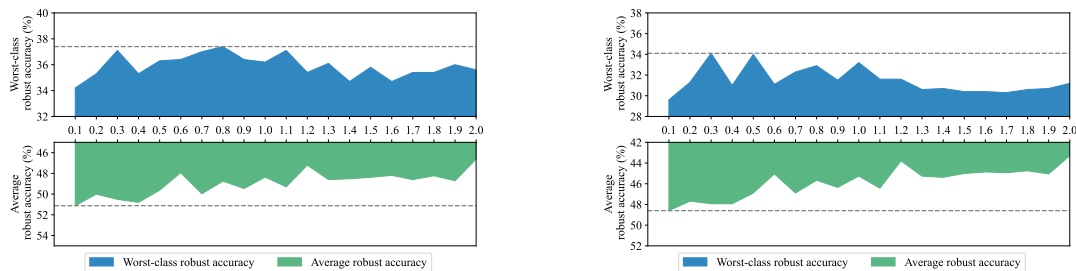 Worst-class
robust accuracy (%)
40
38
36
34
32
0.1 0.2 0.3 0.4 0.5 0.6 0.7 0.8 0.9 1.0 1.1 1.2 1.3 1.4 1.5 1.6 1.7 1.8 1.9 2.0
Average
robust accuracy (%)
46
48
50
52
54
Worst-class robust accuracy Average robust accuracy
Worst-class
robust accuracy (%)
38
36
34
32
30
28
0.1 0.2 0.3 0.4 0.5 0.6 0.7 0.8 0.9 1.0 1.1 1.2 1.3 1.4 1.5 1.6 1.7 1.8 1.9 2.0
Average
robust accuracy (%)
42
44
46
48
50
52
Worst-class robust accuracy Average robust accuracy